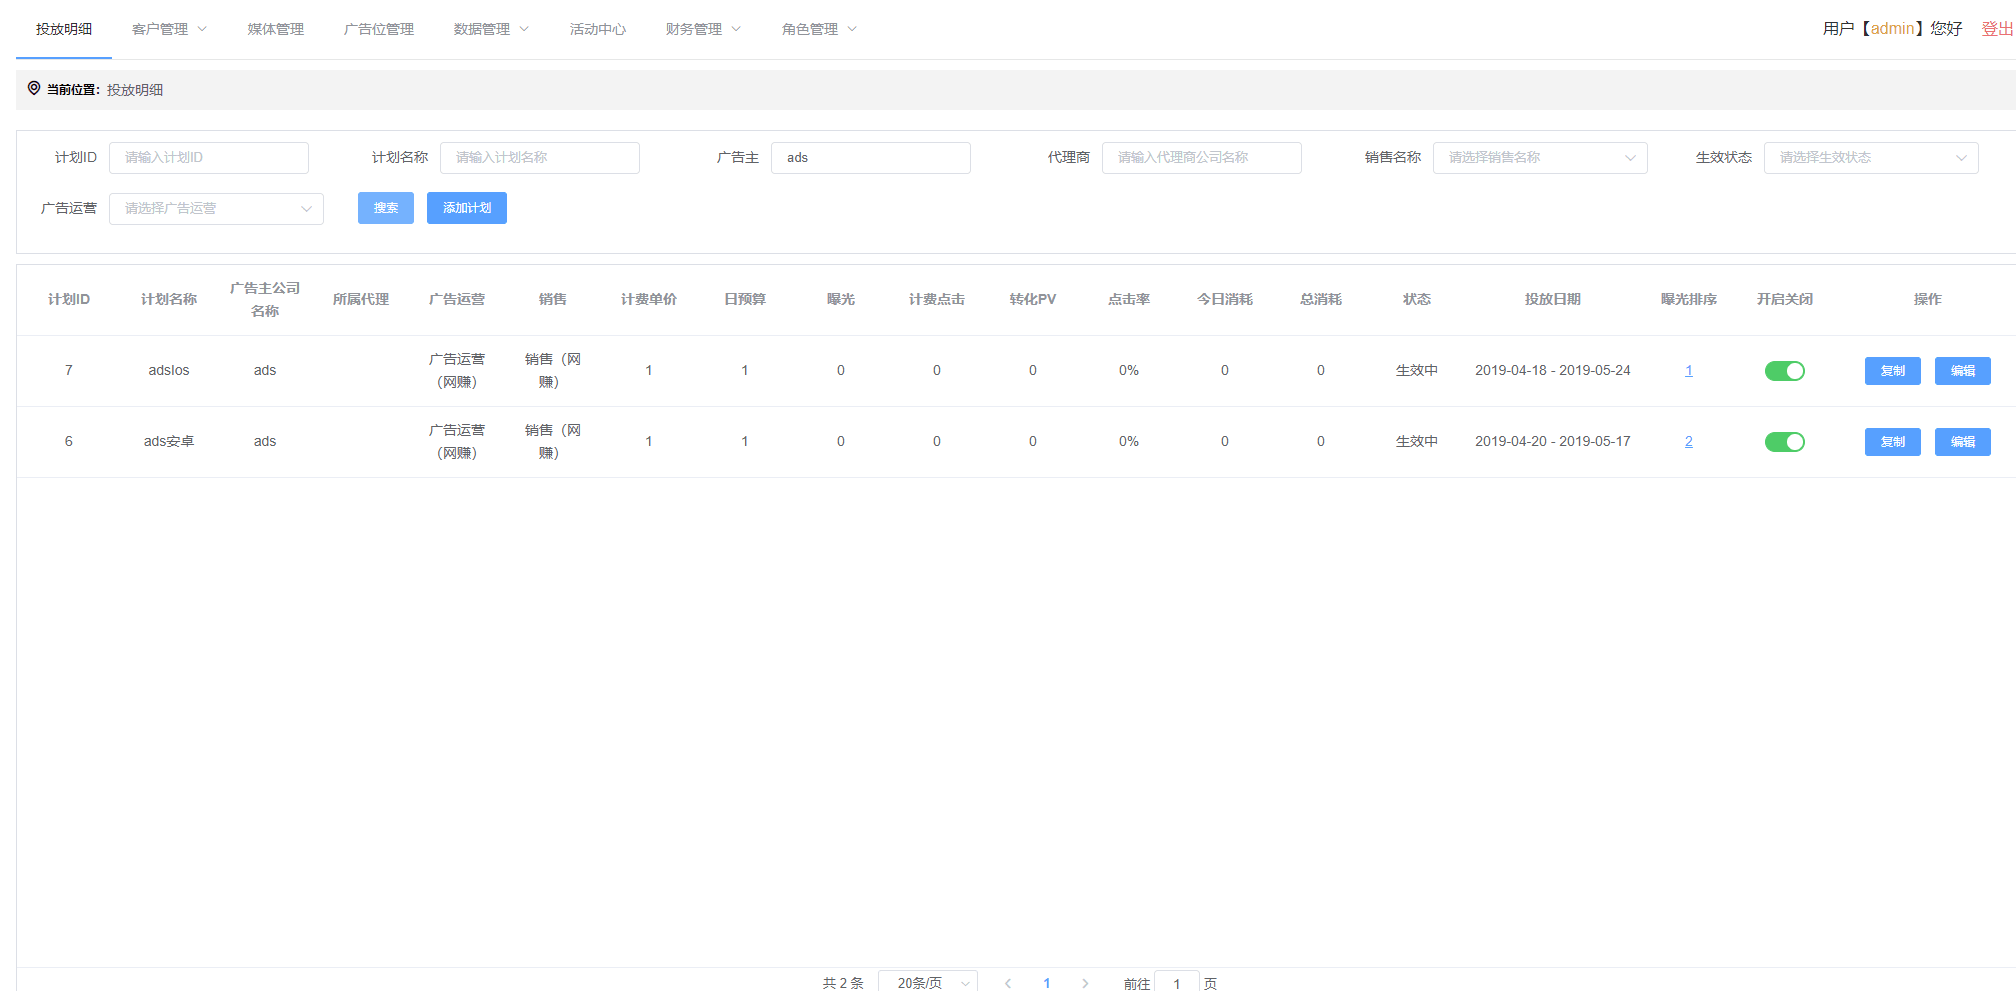 投放明细 客户管理 媒体管理 广告位管理 数据管理 活动中心 财务管理 角色管理 用户【admin】您好 登出
当前位置： 投放明细
计划ID 请输入计划ID 计划名称 请输入计划名称 广告主 ads 代理商 请输入代理商公司名称 销售名称 请选择销售名称 生效状态 请选择生效状态
广告运营 请选择广告运营 搜索 添加计划
计划ID 计划名称 广告主公司名称 所属代理 广告运营 销售 计费单价 日预算 曝光 计费点击 转化PV 点击率 今日消耗 总消耗 状态 投放日期 曝光排序 开启关闭 操作
7 adsIos ads 广告运营（网赚） 销售（网赚） 1 1 0 0 0 0% 0 0 生效中 2019-04-18 - 2019-05-24 1 复制 编辑
6 ads安卓 ads 广告运营（网赚） 销售（网赚） 1 1 0 0 0 0% 0 0 生效中 2019-04-20 - 2019-05-17 2 复制 编辑
共 2 条 20条/页 1 前往 1 页